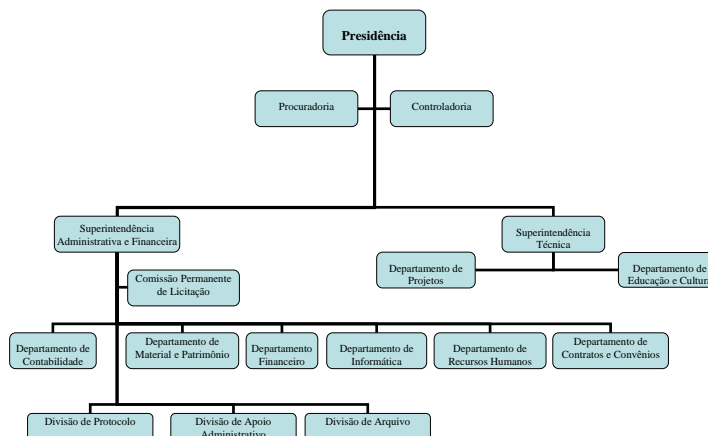 Presidência
Procuradoria
Controladoria
Superintendência
Administrativa e Financeira
Superintendência
Técnica
Comissão Permanente
de Licitação
Departamento de
Projetos
Departamento de
Educação e Cultura
Departamento de
Contabilidade
Departamento de
Material e Patrimônio
Departamento
Financeiro
Departamento de
Informática
Departamento de
Recursos Humanos
Departamento de
Contratos e Convênios
Divisão de Protocolo
Divisão de Apoio
Administrativo
Divisão de Arquivo